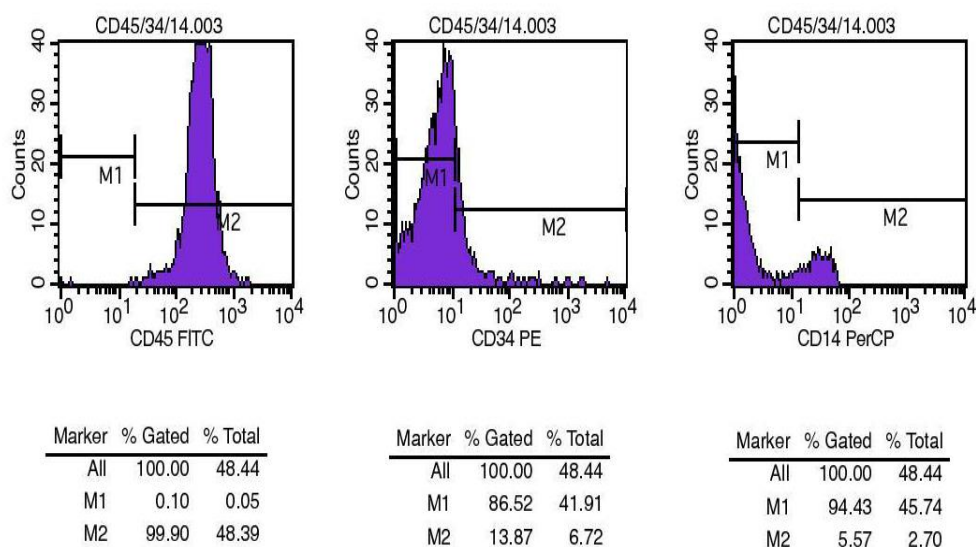 CD45/34/14.003
40
30
20
10
0
Counts
M1
M2
10^0 10^1 10^2 10^3 10^4
CD45 FITC
CD45/34/14.003
40
30
20
10
0
Counts
M1
M2
10^0 10^1 10^2 10^3 10^4
CD34 PE
CD45/34/14.003
40
30
20
10
0
Counts
M1
M2
10^0 10^1 10^2 10^3 10^4
CD14 PerCP
Marker % Gated % Total
All 100.00 48.44
M1 0.10 0.05
M2 99.90 48.39
Marker % Gated % Total
All 100.00 48.44
M1 86.52 41.91
M2 13.87 6.72
Marker % Gated % Total
All 100.00 48.44
M1 94.43 45.74
M2 5.57 2.70